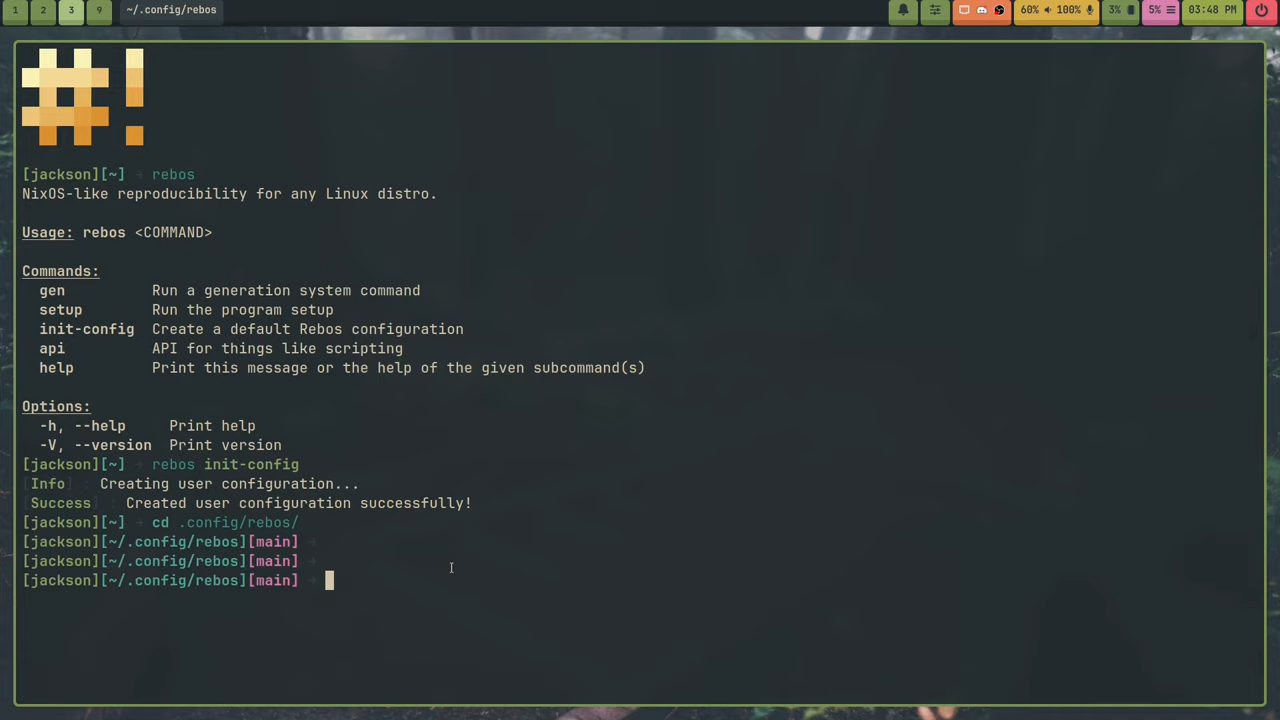 1 2 3 9 ~/.config/rebos 60% 100% 3% 5% 03:48 PM
#!
[jackson][~] → rebos
NixOS-like reproducibility for any Linux distro.
Usage: rebos <COMMAND>
Commands:
gen Run a generation system command
setup Run the program setup
init-config Create a default Rebos configuration
api API for things like scripting
help Print this message or the help of the given subcommand(s)
Options:
-h, --help Print help
-V, --version Print version
[jackson][~] → rebos init-config
[Info] : Creating user configuration...
[Success] : Created user configuration successfully!
[jackson][~] → cd .config/rebos/
[jackson][~/.config/rebos][main] →
[jackson][~/.config/rebos][main] →
[jackson][~/.config/rebos][main] →